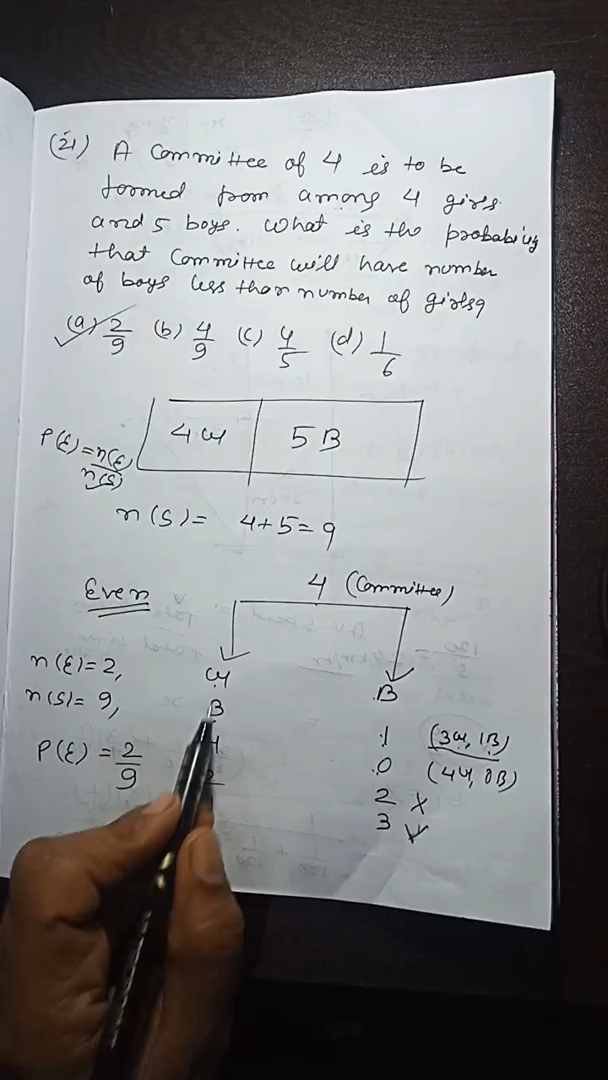 (21) A Committee of 4 is to be
formed from among 4 girls
and 5 boys. What is the probability
that Committee will have number
of boys less than number of girls?
(a) 2/9 (b) 4/9 (c) 4/5 (d) 1/6
P(E) = n(E)/n(S)
4G 5B
n(S) = 4+5=9
Even 4 (Committee)
n(E)=2,
n(S)=9,
P(E) = 2/9
G B
3 1 (3G, 1B)
4 0 (4G, 0B)
2 2 x
3